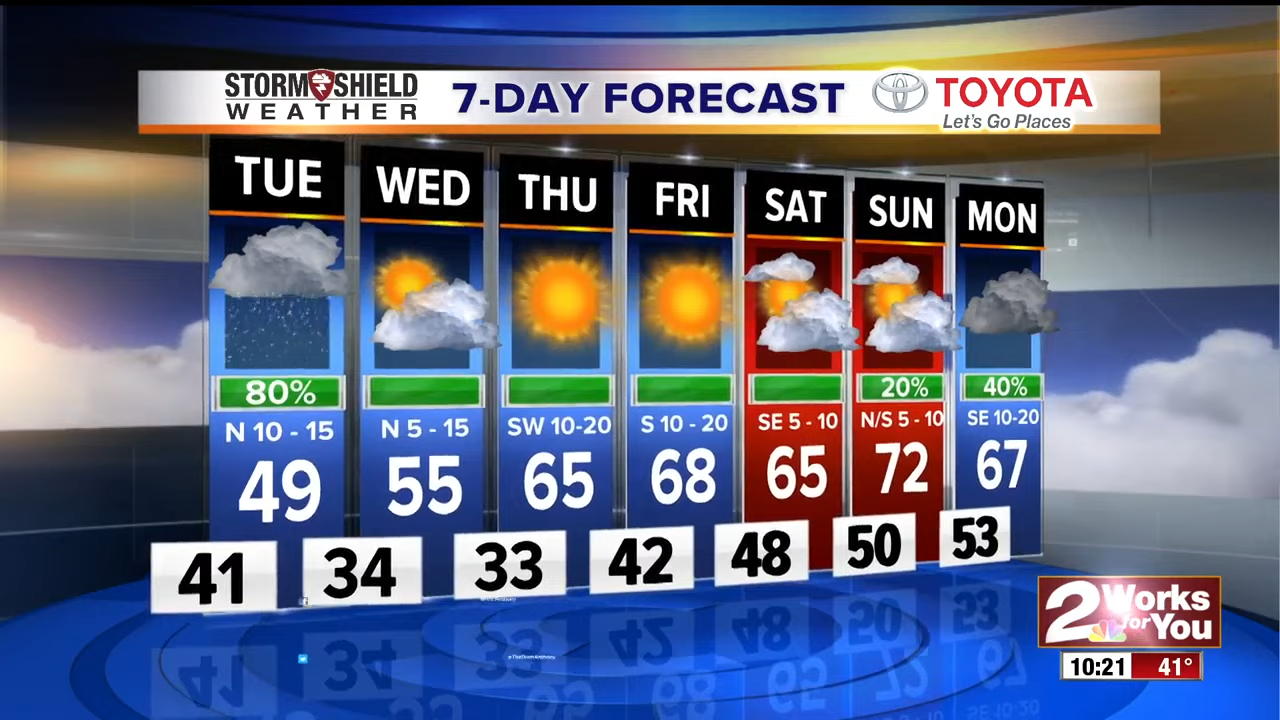 STORM SHIELD
WEATHER
7-DAY FORECAST
TOYOTA
Let's Go Places
TUE WED THU FRI SAT SUN MON
80% 20% 40%
N 10 - 15 N 5 - 15 SW 10-20 S 10 - 20 SE 5 - 10 N/S 5 - 10 SE 10-20
49 55 65 68 65 72 67
41 34 33 42 48 50 53
2 Works
for You
10:21 41°